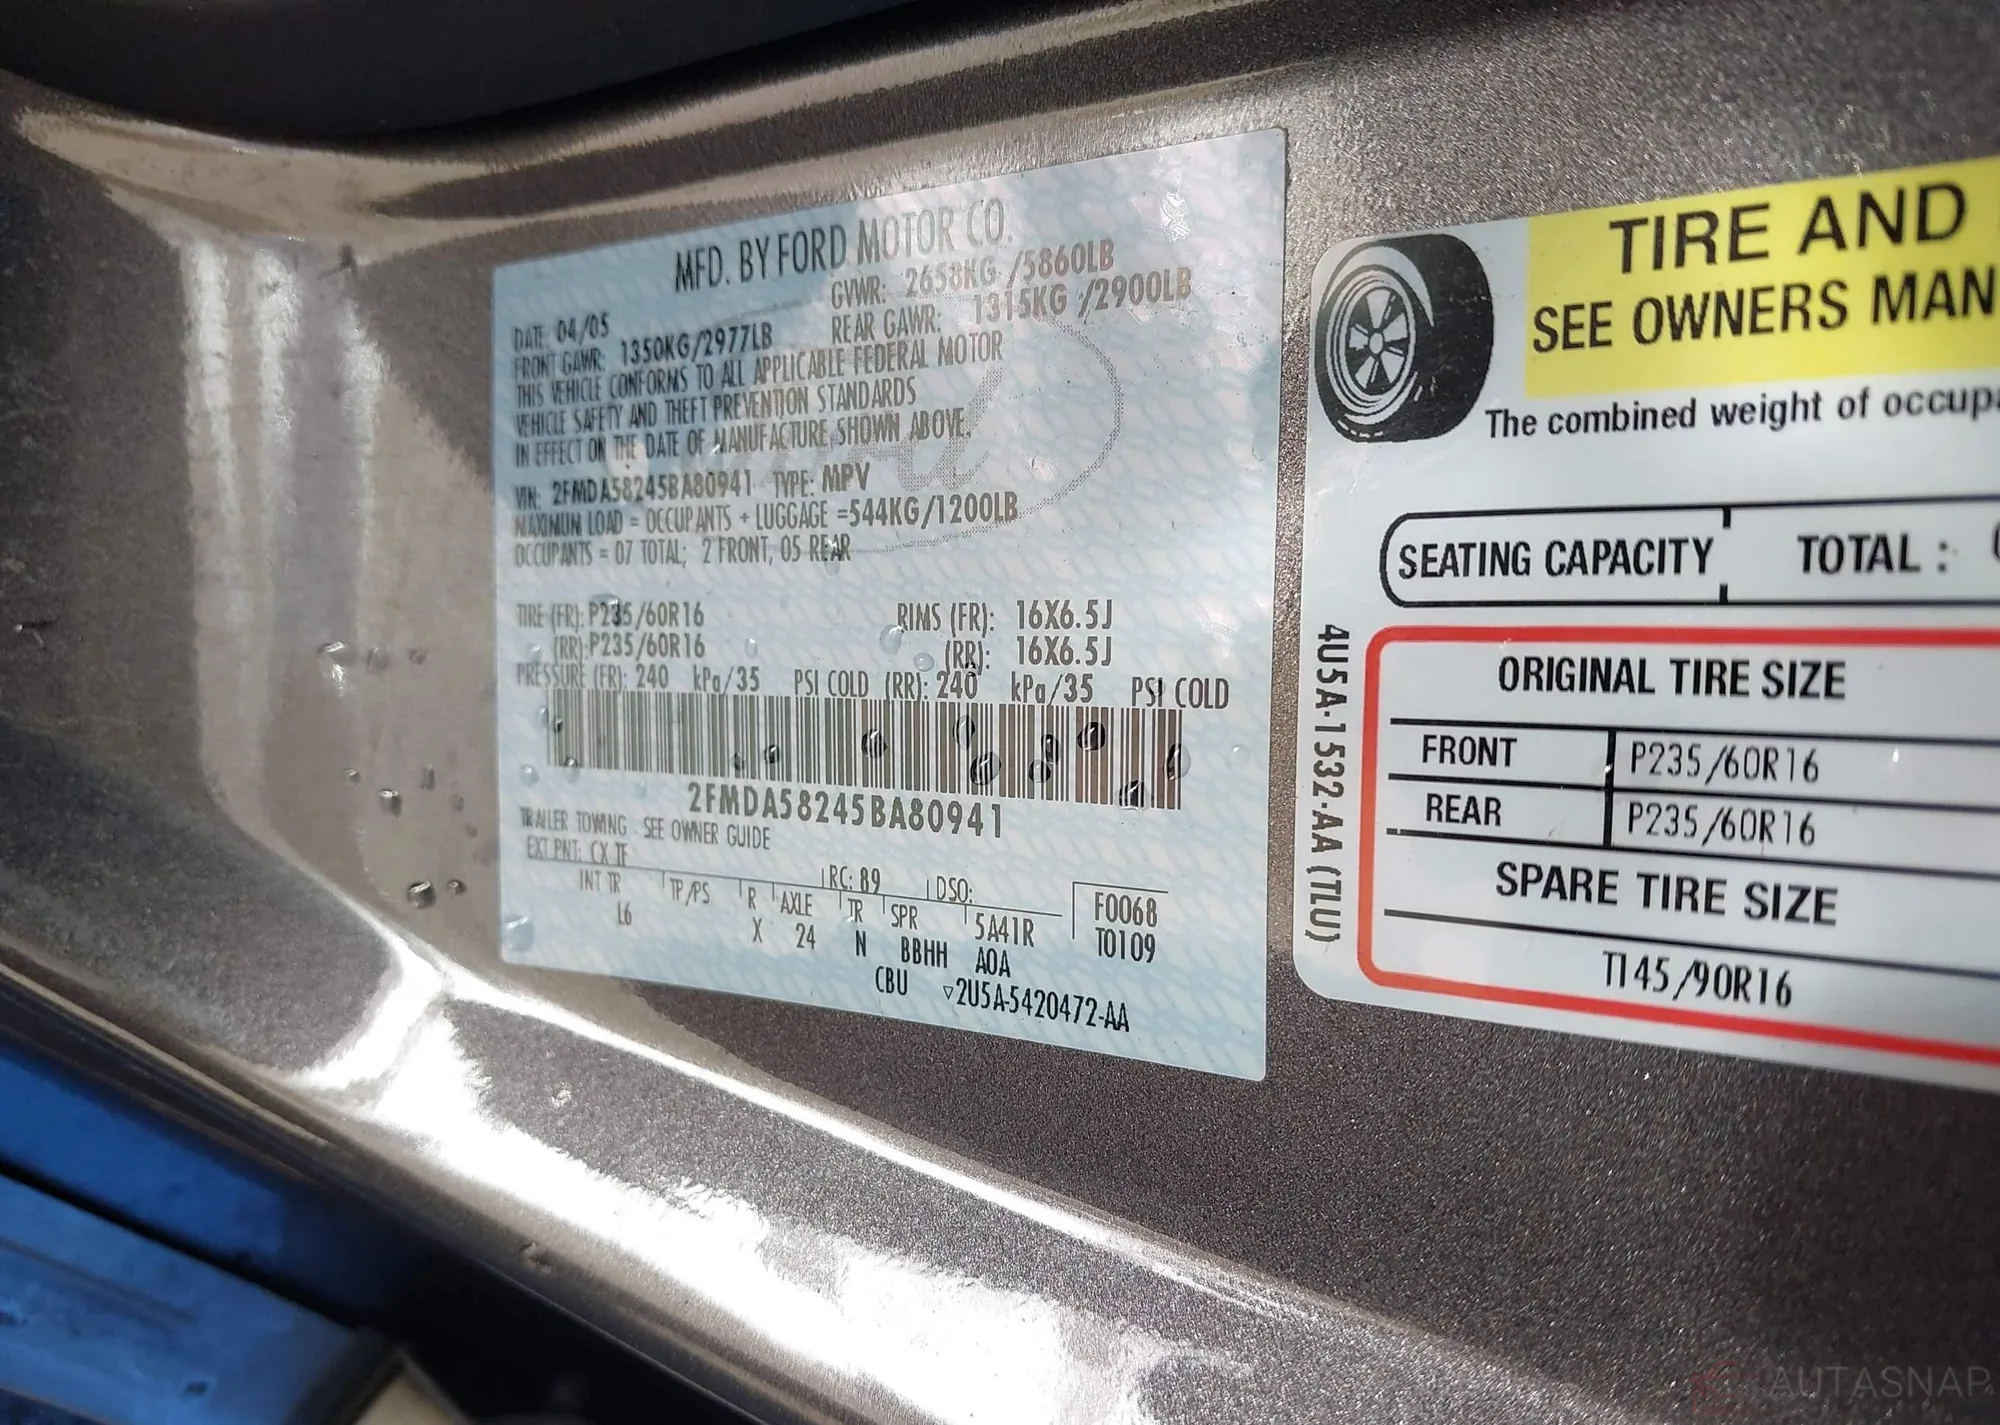 MFD. BY FORD MOTOR CO.
DATE: 04/05 GVWR: 2658KG /5860LB
FRONT GAWR: 1350KG/2977LB REAR GAWR: 1315KG /2900LB
THIS VEHICLE CONFORMS TO ALL APPLICABLE FEDERAL MOTOR
VEHICLE SAFETY AND THEFT PREVENTION STANDARDS
IN EFFECT ON THE DATE OF MANUFACTURE SHOWN ABOVE.
VIN: 2FMDA58245BA80941 TYPE: MPV
MAXIMUN LOAD = OCCUPANTS + LUGGAGE =544KG/1200LB
OCCUPANTS = 07 TOTAL; 2 FRONT, 05 REAR
TIRE (FR): P235/60R16 RIMS (FR): 16X6.5J
(RR): P235/60R16 (RR): 16X6.5J
PRESSURE (FR): 240 kPa/35 PSI COLD (RR): 240 kPa/35 PSI COLD
2FMDA58245BA80941
TRAILER TOWING - SEE OWNER GUIDE
EXT PNT: CX TF RC: 89 DSO:
INT TR TP/PS R AXLE TR SPR 5A41R F0068
L6 X 24 N BBHH A0A T0109
CBU ▿2U5A-5420472-AA
TIRE AND
SEE OWNERS MAN
The combined weight of occup
SEATING CAPACITY TOTAL :
4U5A-1532-AA (TLU)
ORIGINAL TIRE SIZE
FRONT P235/60R16
REAR P235/60R16
SPARE TIRE SIZE
T145/90R16
AUTASNAP